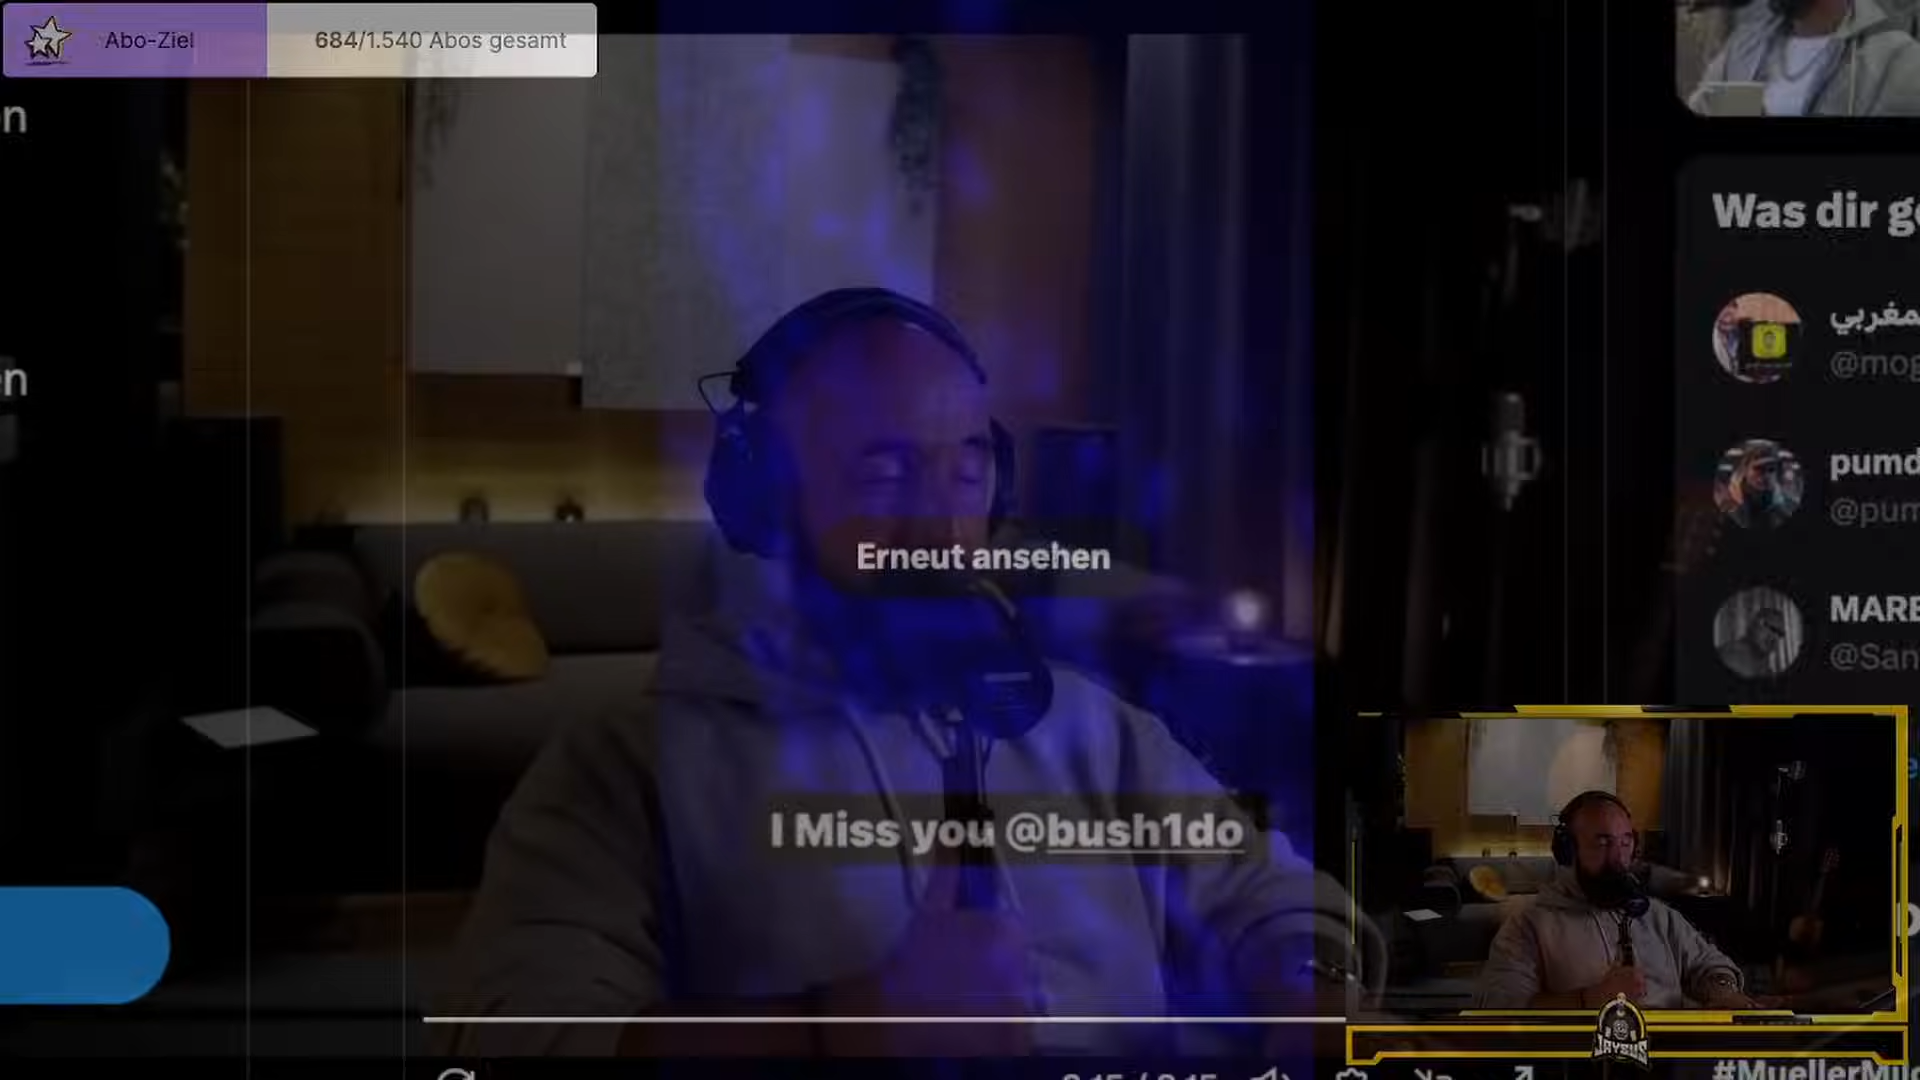 Abo-Ziel
684/1.540 Abos gesamt
n
Was dir g
en
مغربي
@mog
pumd
@pum
Erneut ansehen
MARE
@San
I Miss you @bush1do
JAYSUS